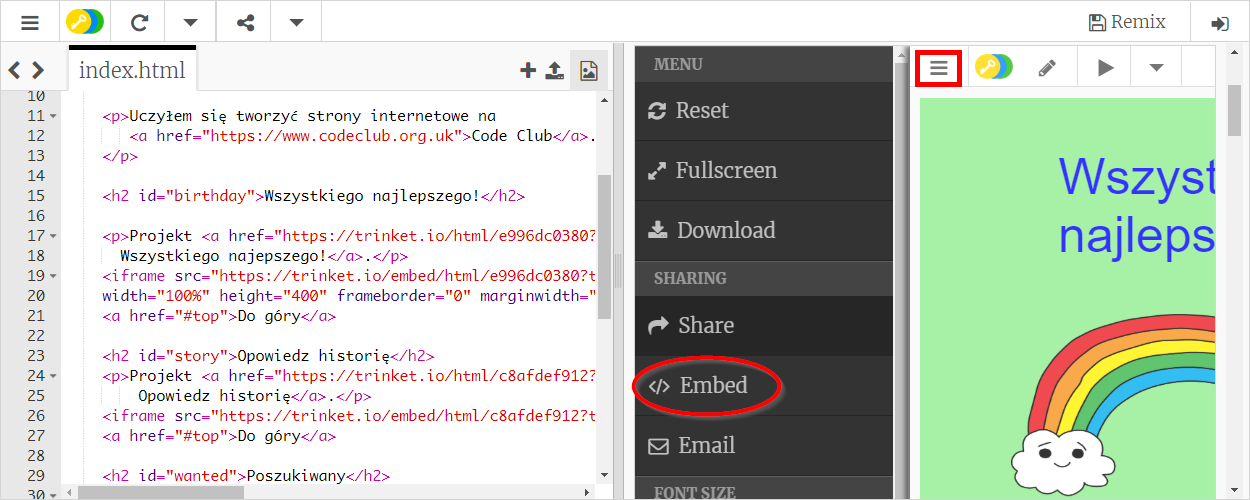 Remix
index.html
10
11 <p>Uczyłem się tworzyć strony internetowe na
12 <a href="https://www.codeclub.org.uk">Code Club</a>.
13 </p>
14
15 <h2 id="birthday">Wszystkiego najlepszego!</h2>
16
17 <p>Projekt <a href="https://trinket.io/html/e996dc0380?
18 Wszystkiego najepszego!</a>.</p>
19 <iframe src="https://trinket.io/embed/html/e996dc0380?t
20 width="100%" height="400" frameborder="0" marginwidth="
21 <a href="#top">Do góry</a>
22
23 <h2 id="story">Opowiedz historię</h2>
24 <p>Projekt <a href="https://trinket.io/html/c8afdef912?
25 Opowiedz historię</a>.</p>
26 <iframe src="https://trinket.io/embed/html/c8afdef912?t
27 <a href="#top">Do góry</a>
28
29 <h2 id="wanted">Poszukiwany</h2>
30
MENU
Reset
Fullscreen
Download
SHARING
Share
Embed
Email
FONT SIZE
Wszyst
najleps